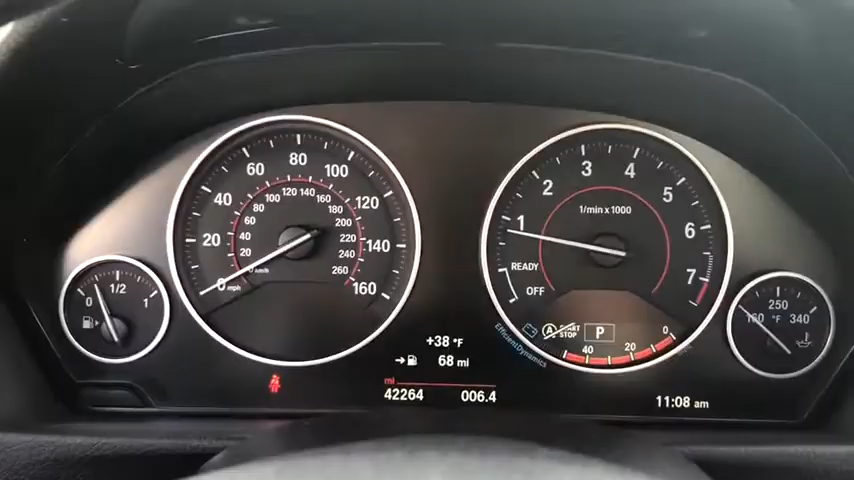 0 1/2 1
0 20 40 60 80 100 120 140 160
mph
20 40 60 80 100 120 140 160 180 200 220 240 260
km/h
1 2 3 4 5 6 7
1/min x1000
READY
OFF
A START
STOP
P
40 20 0
EfficientDynamics
160 250 340
°F
+38 °F
68 mi
mi
42264 006.4
11:08 am